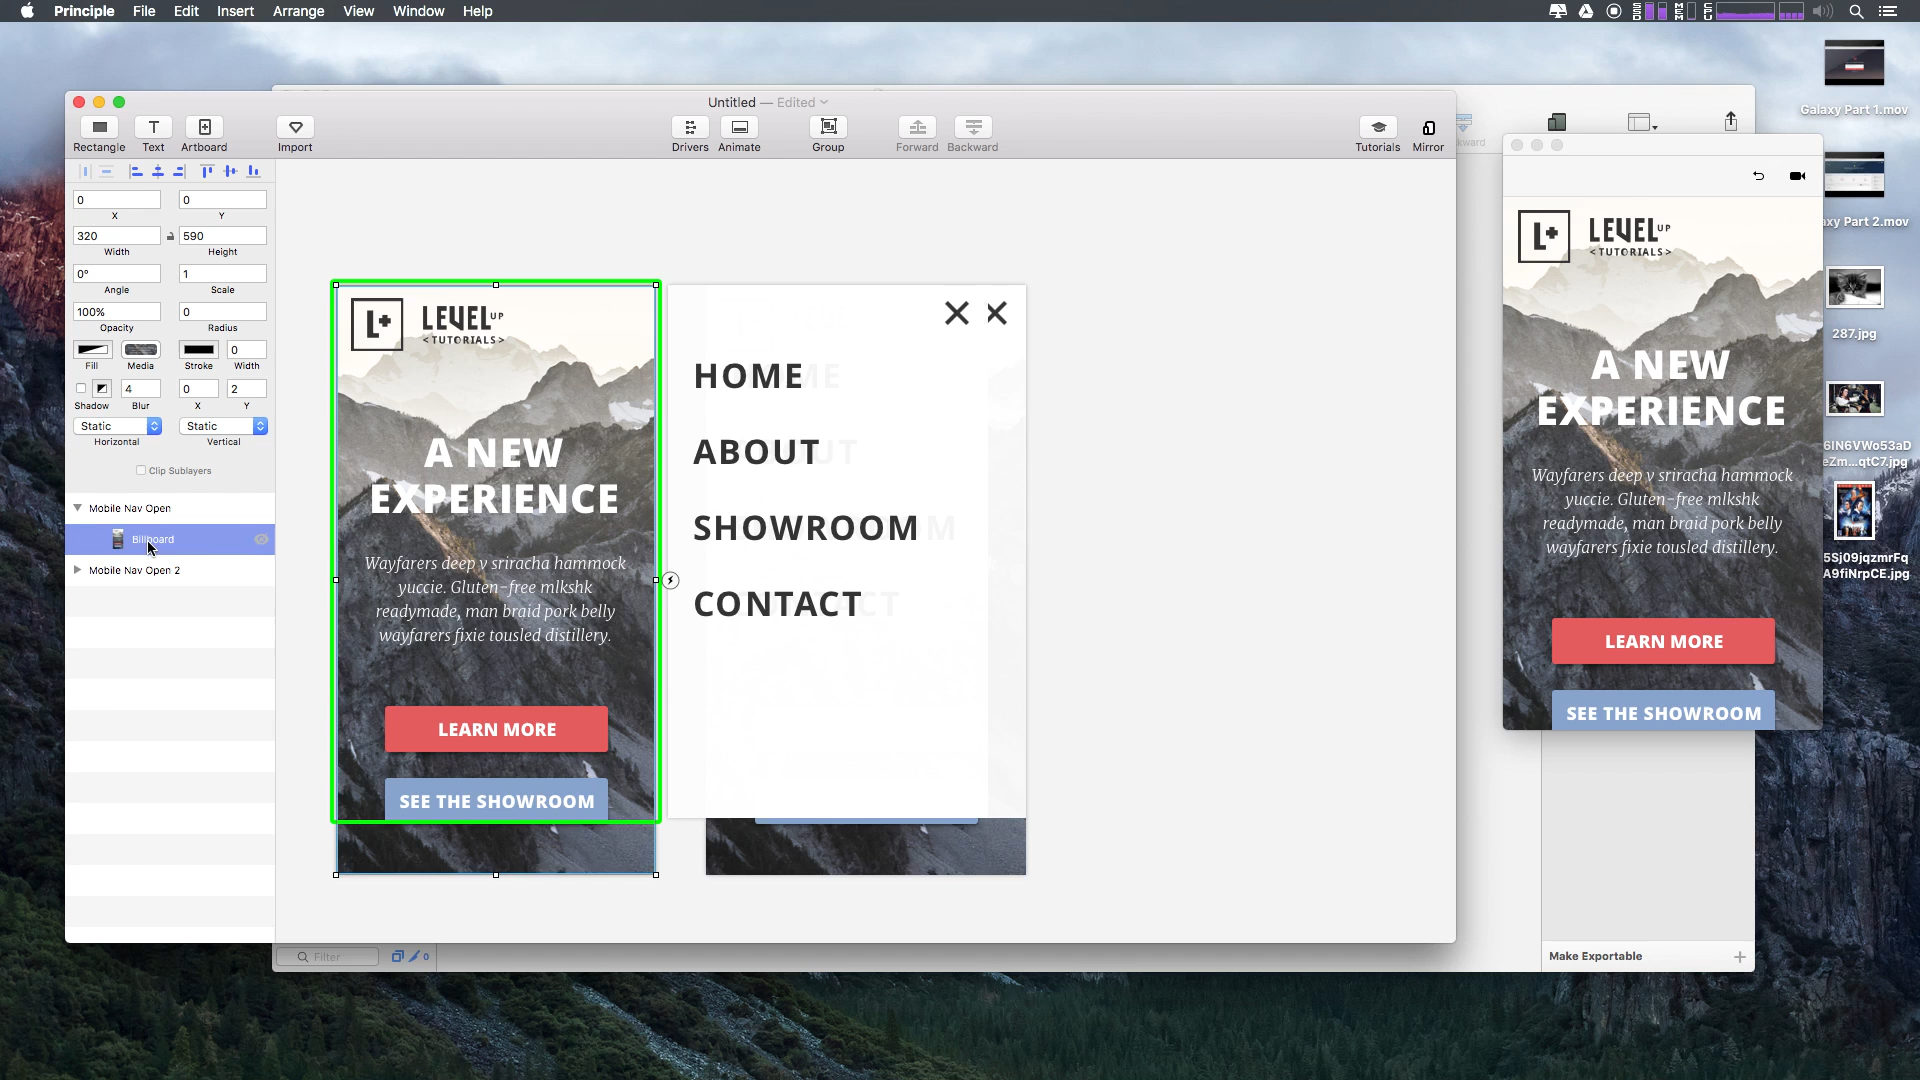 Principle File Edit Insert Arrange View Window Help
SSD MEM CPU
Untitled — Edited
Rectangle Text Artboard Import Drivers Animate Group Forward Backward Tutorials Mirror
0 0
X Y
320 590
Width Height
0° 1
Angle Scale
100% 0
Opacity Radius
0
Fill Media Stroke Width
4 0 2
Shadow Blur X Y
Static Static
Horizontal Vertical
Clip Sublayers
Mobile Nav Open
Billboard
Mobile Nav Open 2
L+ LEVEL UP
<TUTORIALS>
A NEW
EXPERIENCE
Wayfarers deep v sriracha hammock
yuccie. Gluten-free mlkshk
readymade, man braid pork belly
wayfarers fixie tousled distillery.
LEARN MORE
SEE THE SHOWROOM
HOME
ABOUT
SHOWROOM
CONTACT
L+ LEVEL UP
<TUTORIALS>
A NEW
EXPERIENCE
Wayfarers deep v sriracha hammock
yuccie. Gluten-free mlkshk
readymade, man braid pork belly
wayfarers fixie tousled distillery.
LEARN MORE
SEE THE SHOWROOM
Galaxy Part 1.mov
axy Part 2.mov
287.jpg
6IN6VWo53aD
eZm...qtC7.jpg
5Sj09jqzmrFq
A9fiNrpCE.jpg
Filter 0
Make Exportable